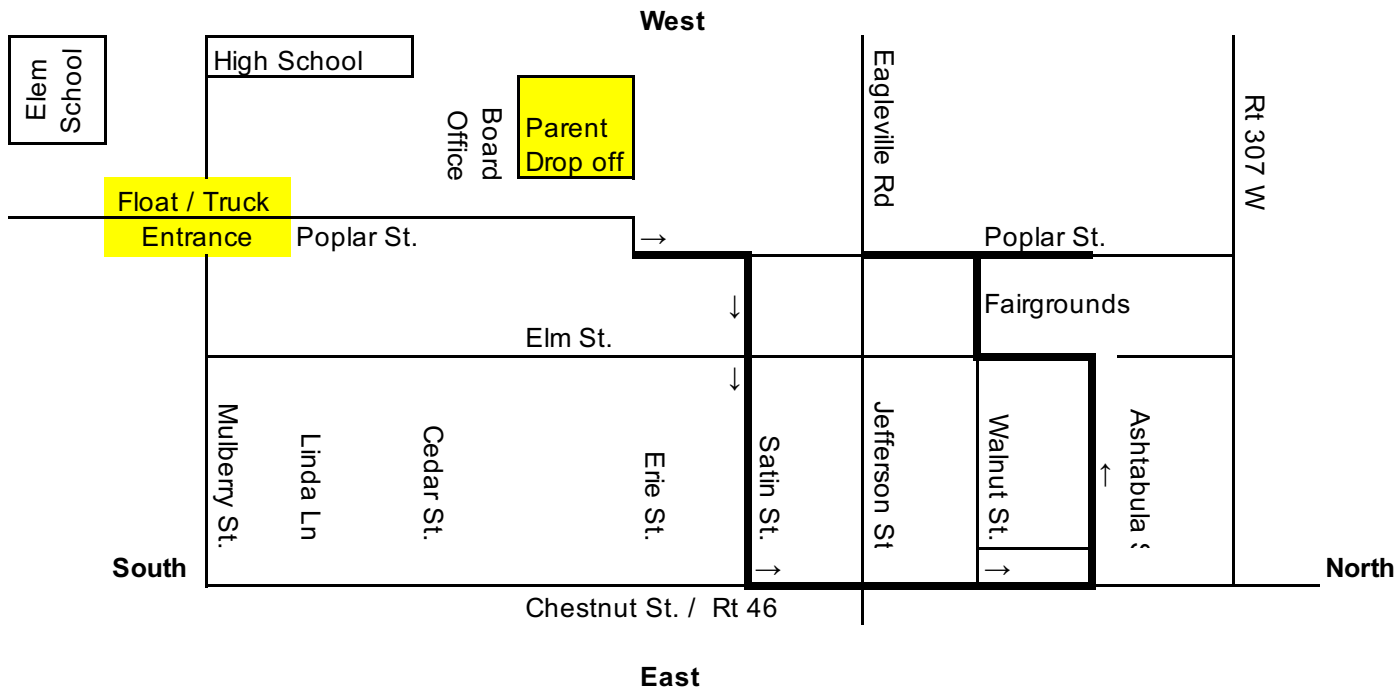 West
Elem
School
High School
Board
Office
Parent
Drop off
Eagleville Rd
Rt 307 W
Float / Truck
Entrance
Poplar St.
→
Poplar St.
↓
Fairgrounds
Elm St.
↓
Mulberry St.
Linda Ln
Cedar St.
Erie St.
Satin St.
Jefferson St
Walnut St.
↑
Ashtabula
South
→
→
North
Chestnut St. / Rt 46
East